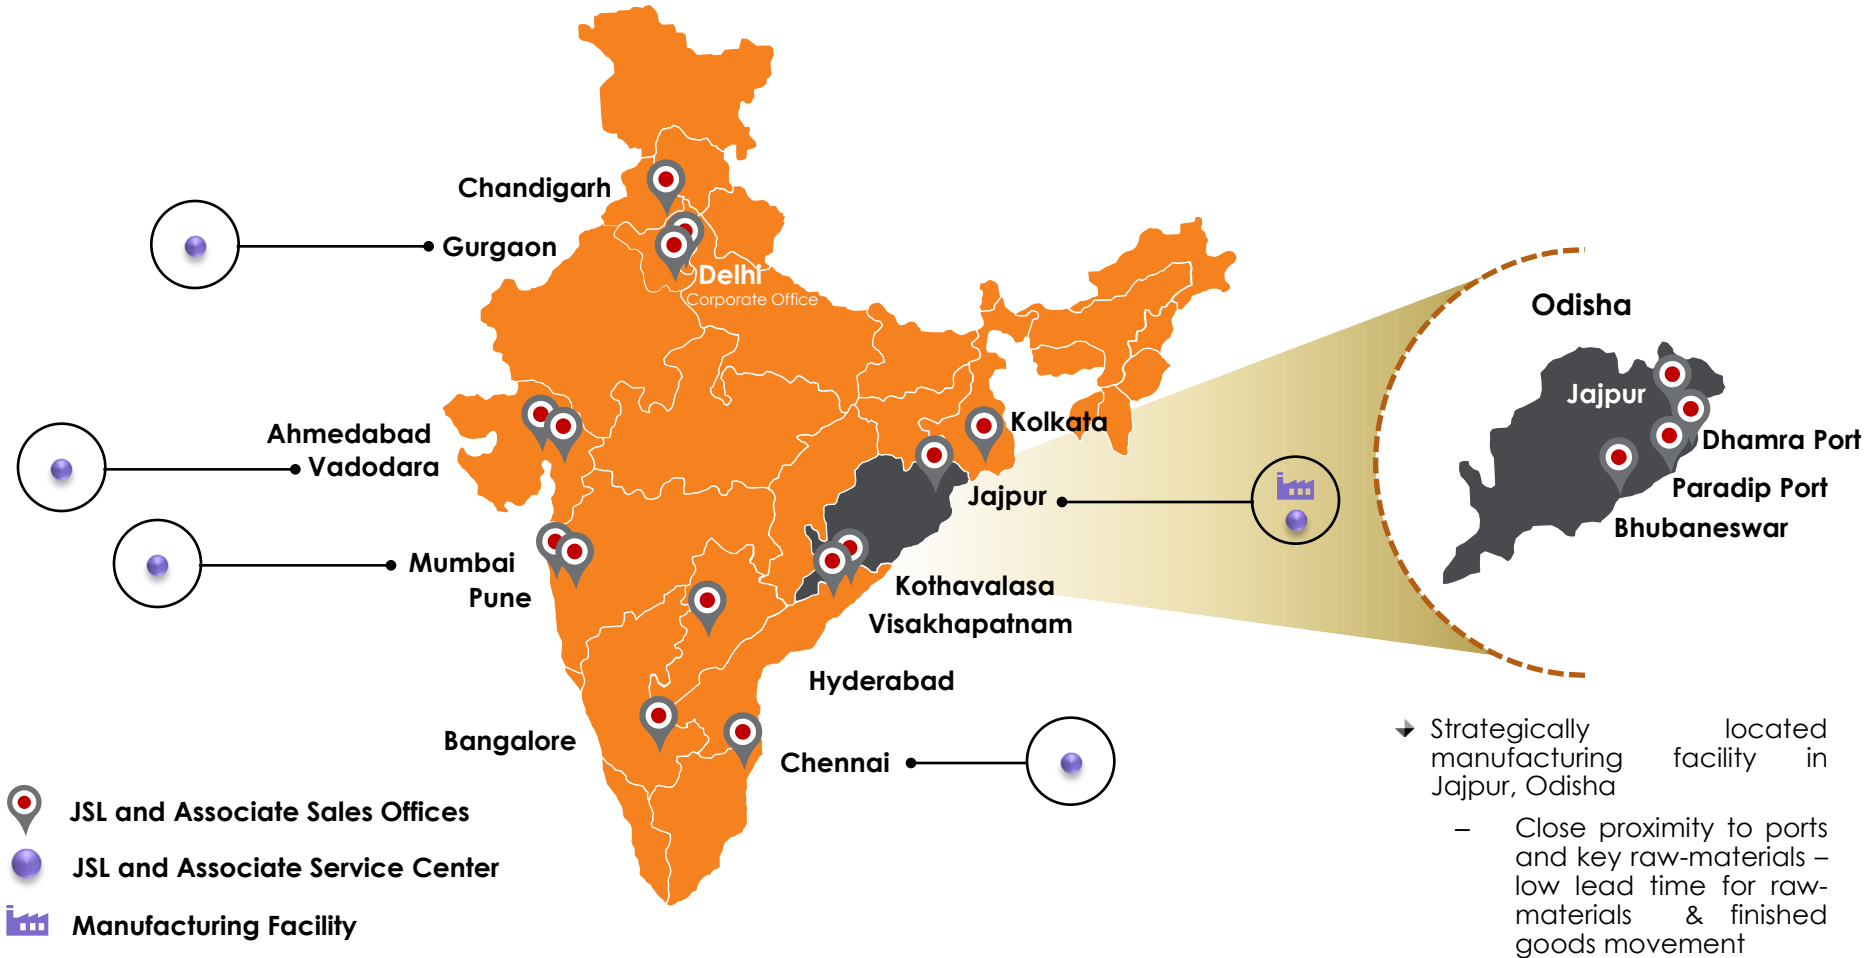 Chandigarh
Gurgaon
Delhi
Corporate Office
Odisha
Jajpur
Dhamra Port
Paradip Port
Bhubaneswar
Kolkata
Ahmedabad
Vadodara
Jajpur
Mumbai
Pune
Kothavalasa
Visakhapatnam
Hyderabad
Bangalore
Chennai
JSL and Associate Sales Offices
JSL and Associate Service Center
Manufacturing Facility
Strategically located
manufacturing facility in
Jajpur, Odisha
– Close proximity to ports
and key raw-materials –
low lead time for raw-
materials & finished
goods movement